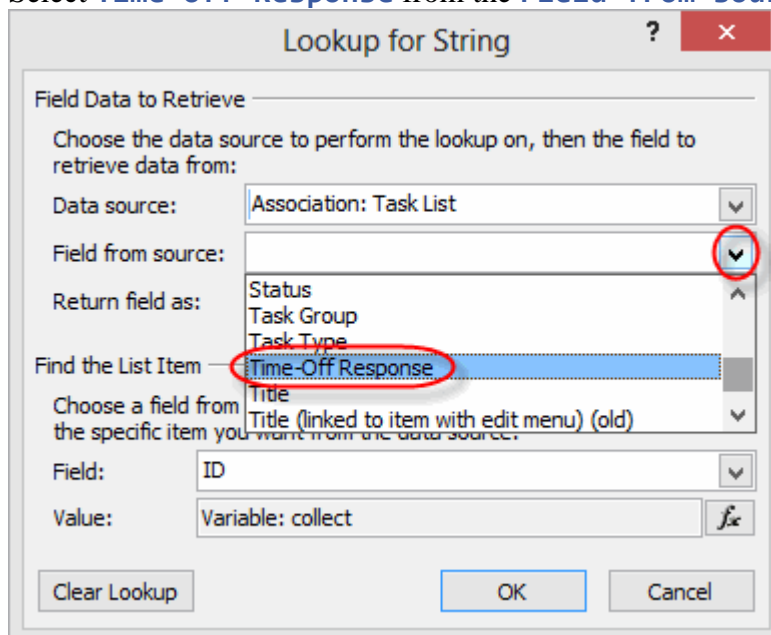 Lookup for String
?
×
Field Data to Retrieve
Choose the data source to perform the lookup on, then the field to
retrieve data from:
Data source:
Association: Task List
Field from source:
Return field as:
Status
Task Group
Task Type
Time-Off Response
Title
Title (linked to item with edit menu) (old)
Find the List Item
Choose a field from
the specific item you want from the data source:
Field:
ID
Value:
Variable: collect
fx
Clear Lookup
OK
Cancel